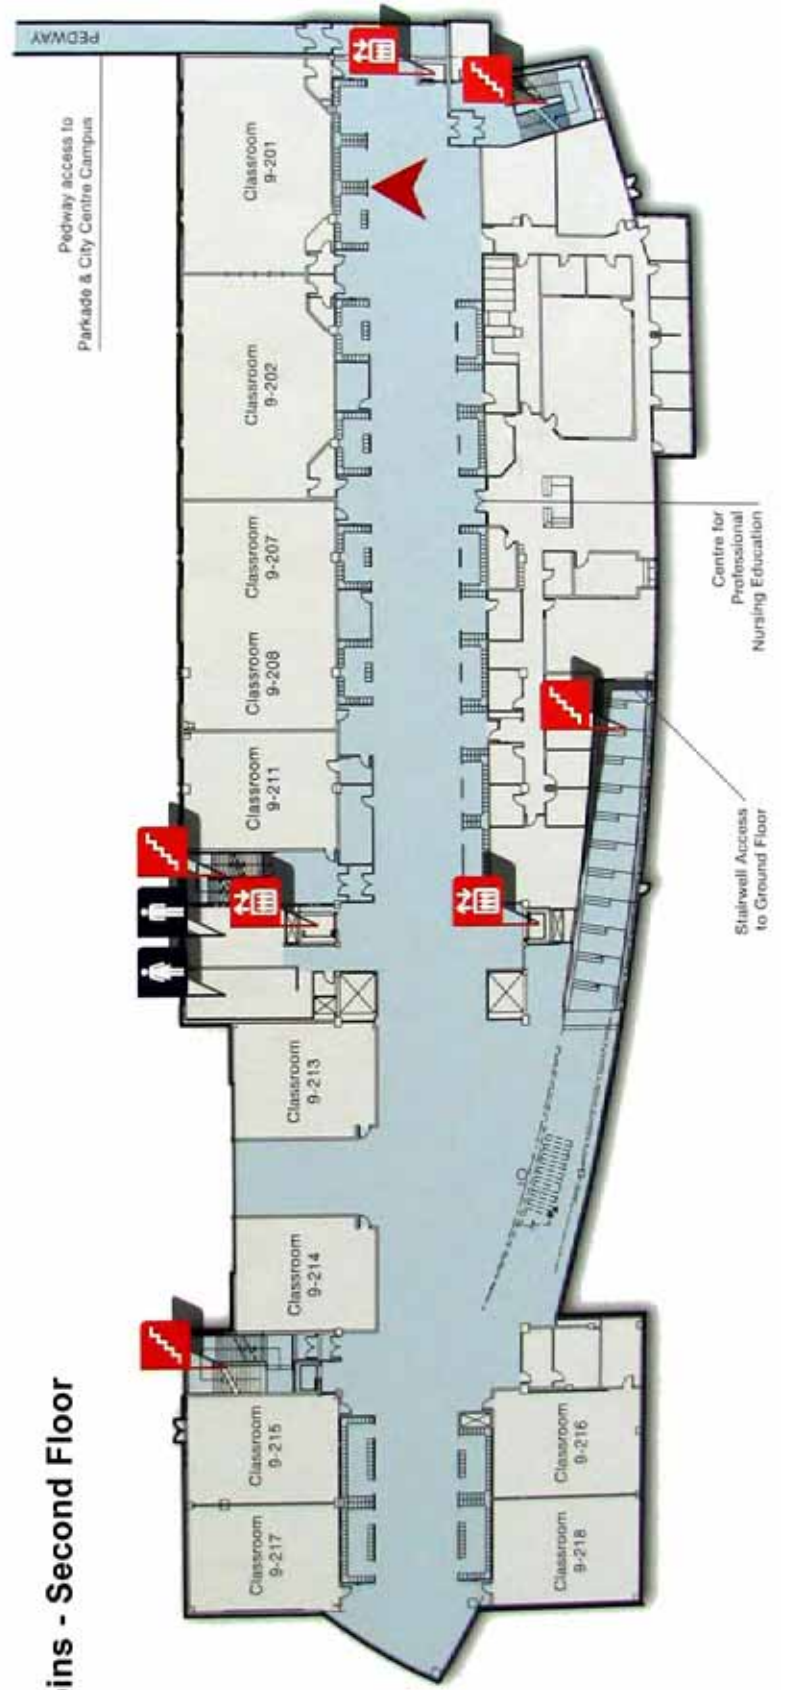 ins - Second Floor
PEDWAY
Pedway access to
Parkade & City Centre Campus
Classroom
9-201
Classroom
9-202
Classroom
9-207
Classroom
9-208
Classroom
9-211
Classroom
9-213
Classroom
9-214
Classroom
9-215
Classroom
9-217
Classroom
9-216
Classroom
9-218
Centre for
Professional
Nursing Education
Stairwell Access
to Ground Floor